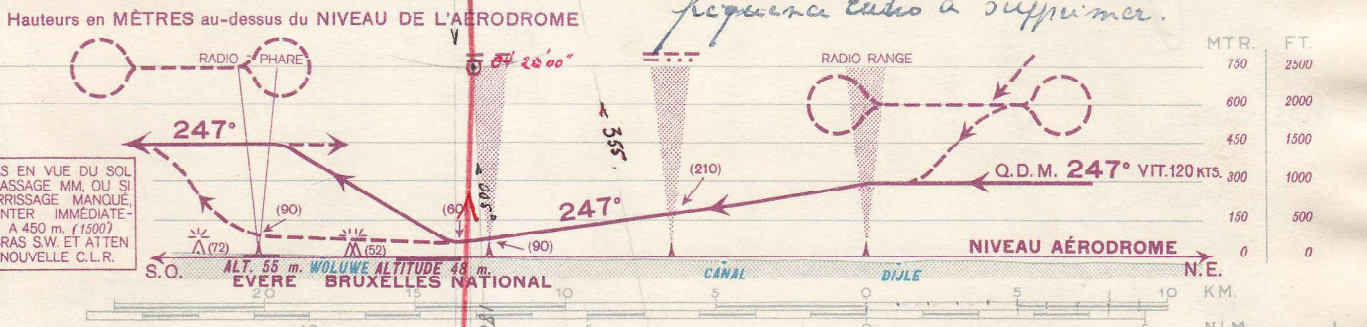 Hauteurs en MÈTRES au-dessus du NIVEAU DE L'AÉRODROME
à supprimer.
MTR. FT.
RADIO PHARE
20'00"
RADIO RANGE
750 2500
600 2000
247°
355
450 1500
S EN VUE DU SOL
ASSAGE MM, OU SI
RRISSAGE MANQUÉ,
NTER IMMÉDIATE-
A 450 m. (1500')
RAS S.W. ET ATTEN
NOUVELLE C.L.R.
(210)
Q.D.M. 247° VIT. 120 KTS.
300 1000
(90)
(60)
247°
150 500
(72)
(52)
(90)
NIVEAU AÉRODROME
0 0
S.O.
N.E.
ALT. 55 m. WOLUWE ALTITUDE 48 m.
CANAL
DIJLE
EVERE BRUXELLES NATIONAL
20 15 10 5 0 5 10 KM.